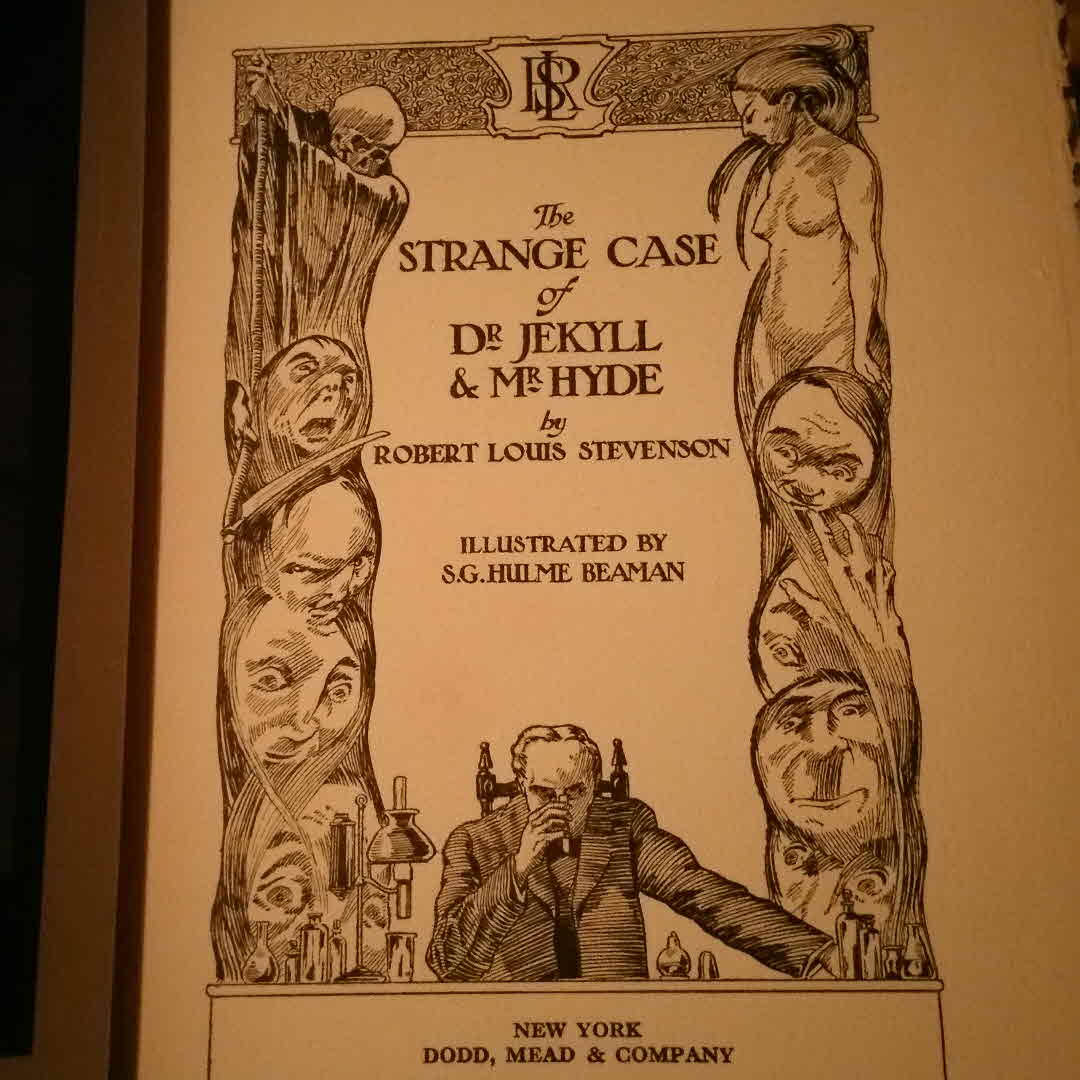 RLS
The
STRANGE CASE
of
DR JEKYLL
& MR HYDE
by
ROBERT LOUIS STEVENSON
ILLUSTRATED BY
S.G. HULME BEAMAN
NEW YORK
DODD, MEAD & COMPANY